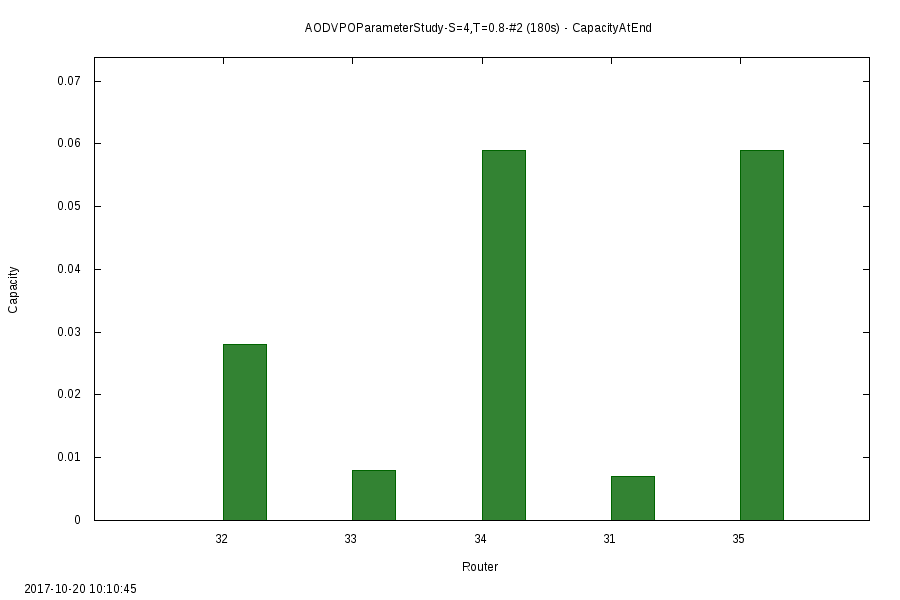 AODVPOParameterStudy-S=4,T=0.8-#2 (180s) - CapacityAtEnd
0.07
0.06
0.05
0.04
0.03
0.02
0.01
0
Capacity
32 33 34 31 35
Router
2017-10-20 10:10:45